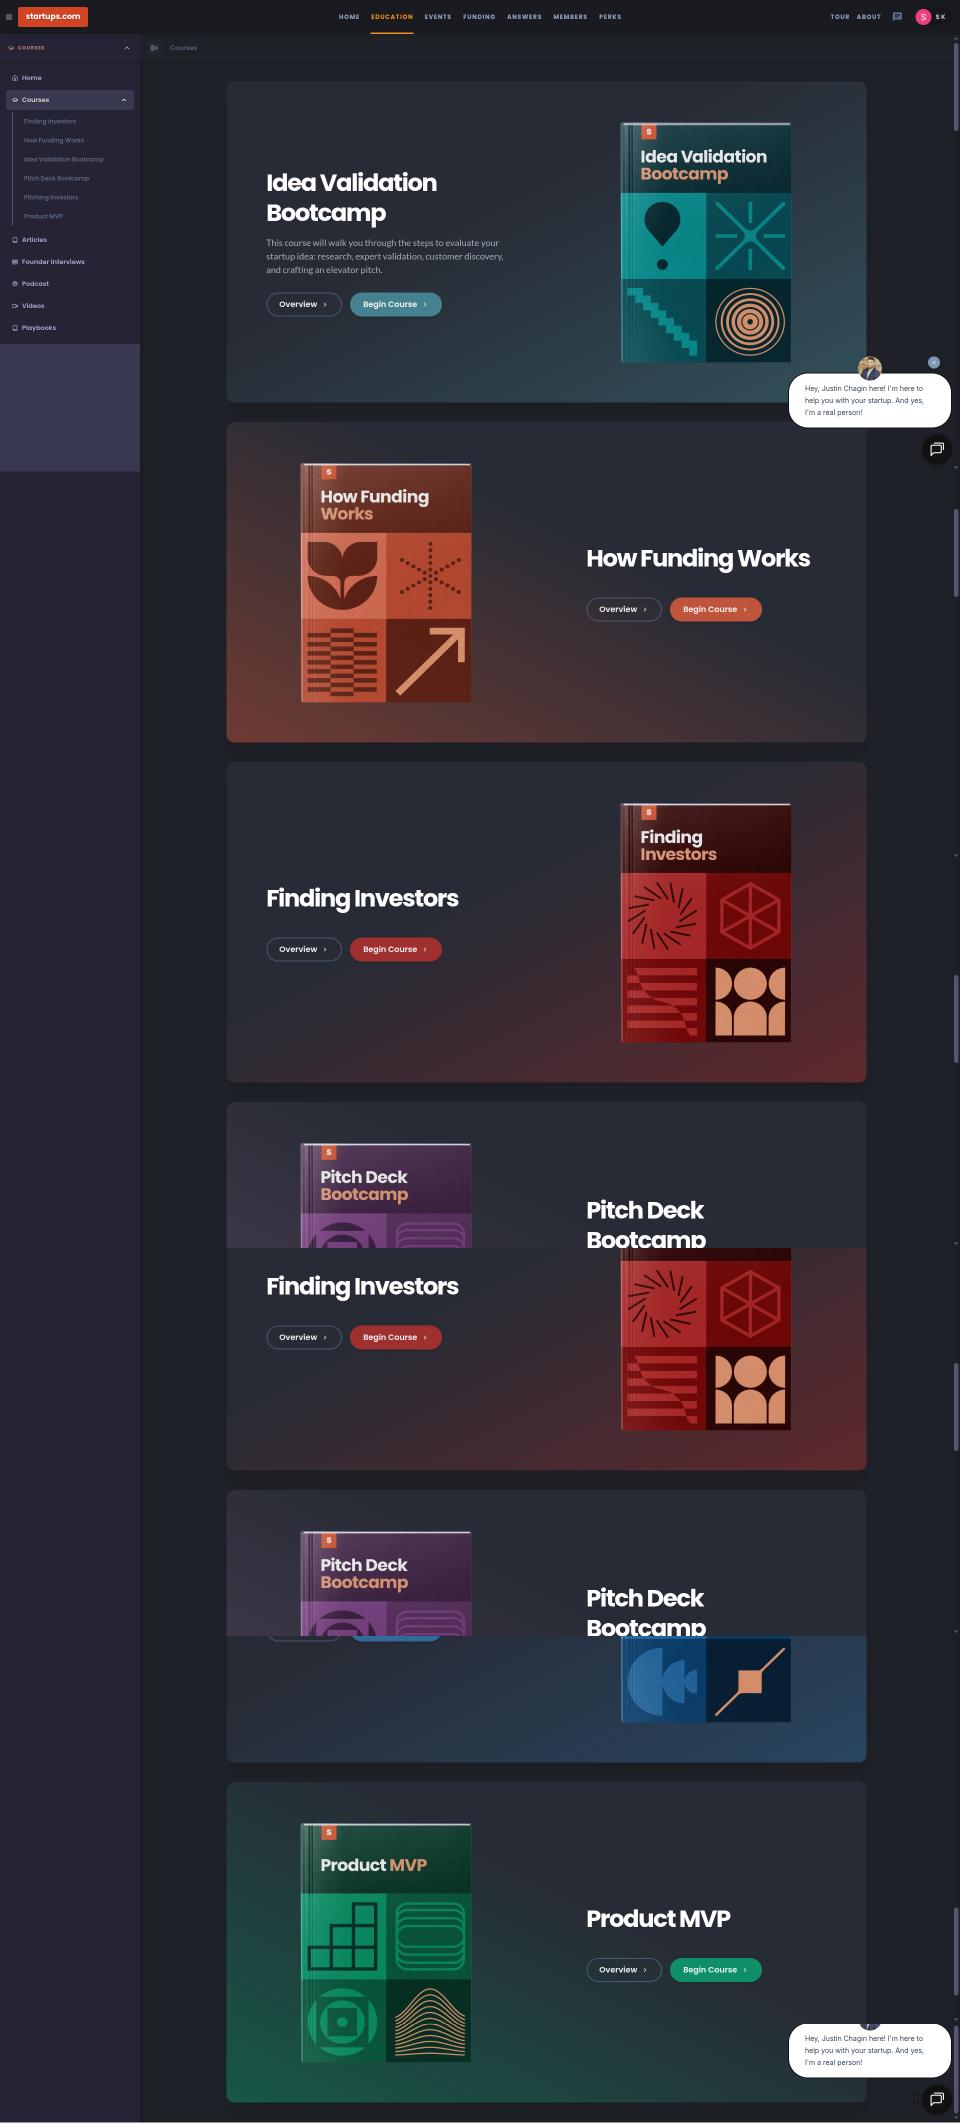 startups.com
HOME EDUCATION EVENTS FUNDING ANSWERS MEMBERS PERKS
TOUR ABOUT
S SK
COURSES
Courses
Home
Courses
Finding Investors
How Funding Works
Idea Validation Bootcamp
Pitch Deck Bootcamp
Pitching Investors
Product MVP
Articles
Founder Interviews
Podcast
Videos
Playbooks
Idea Validation
Bootcamp
This course will walk you through the steps to evaluate your
startup idea: research, expert validation, customer discovery,
and crafting an elevator pitch.
Overview
Begin Course
S
Idea Validation
Bootcamp
Hey, Justin Chagin here! I'm here to
help you with your startup. And yes,
I'm a real person!
S
How Funding
Works
How Funding Works
Overview
Begin Course
Finding Investors
Overview
Begin Course
S
Finding
Investors
S
Pitch Deck
Bootcamp
Pitch Deck
Bootcamp
Finding Investors
Overview
Begin Course
S
Pitch Deck
Bootcamp
Pitch Deck
Bootcamp
S
Product MVP
Product MVP
Overview
Begin Course
Hey, Justin Chagin here! I'm here to
help you with your startup. And yes,
I'm a real person!